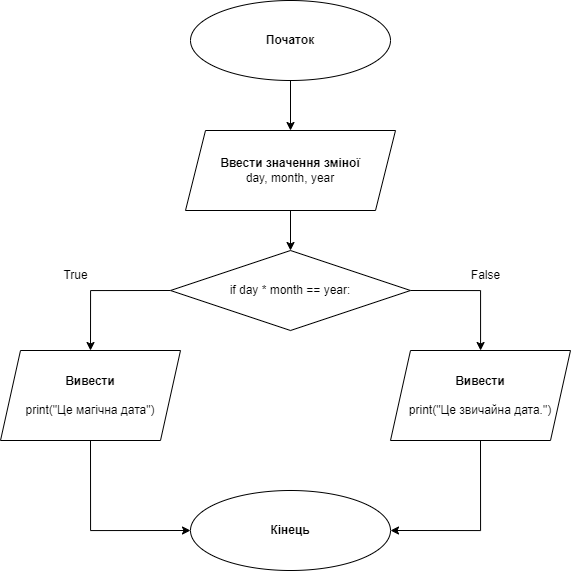 Початок
Ввести значення зміної
day, month, year
True
False
if day * month == year:
Вивести
print("Це магічна дата")
Вивести
print("Це звичайна дата.")
Кінець